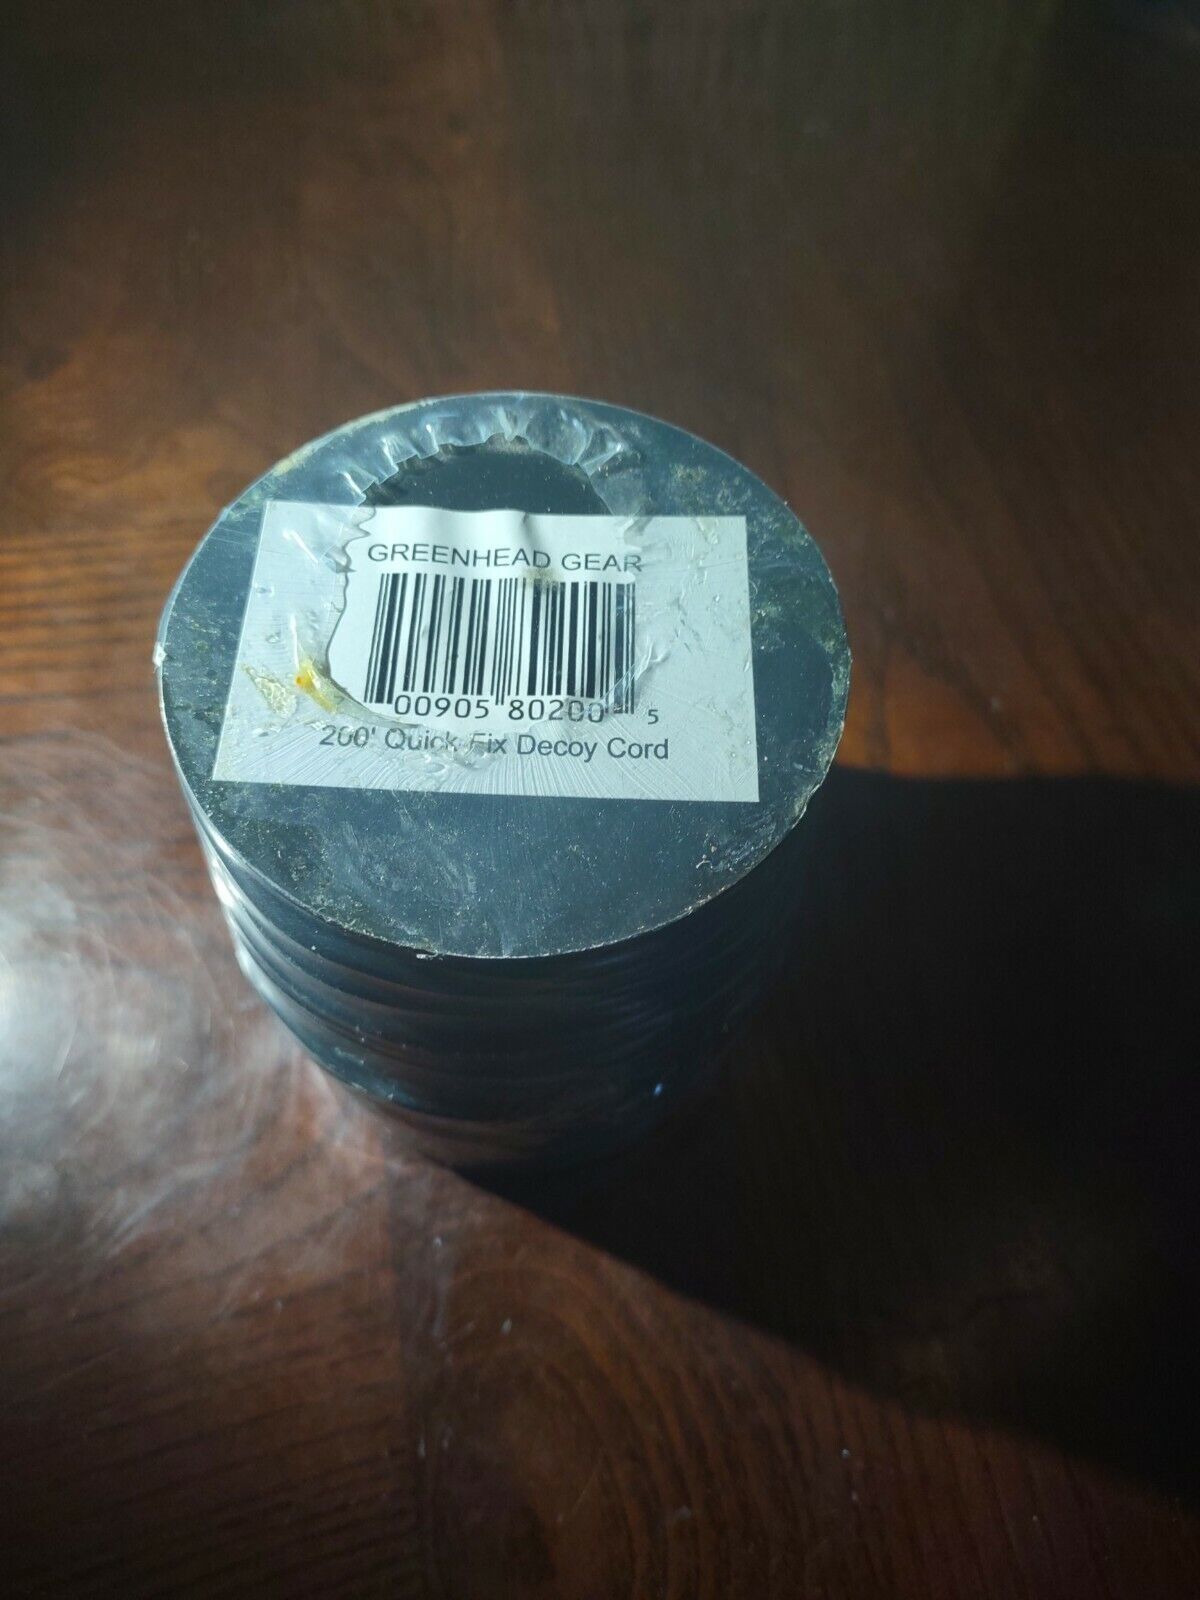 GREENHEAD GEAR
00905 80200 5
200' Quick Fix Decoy Cord